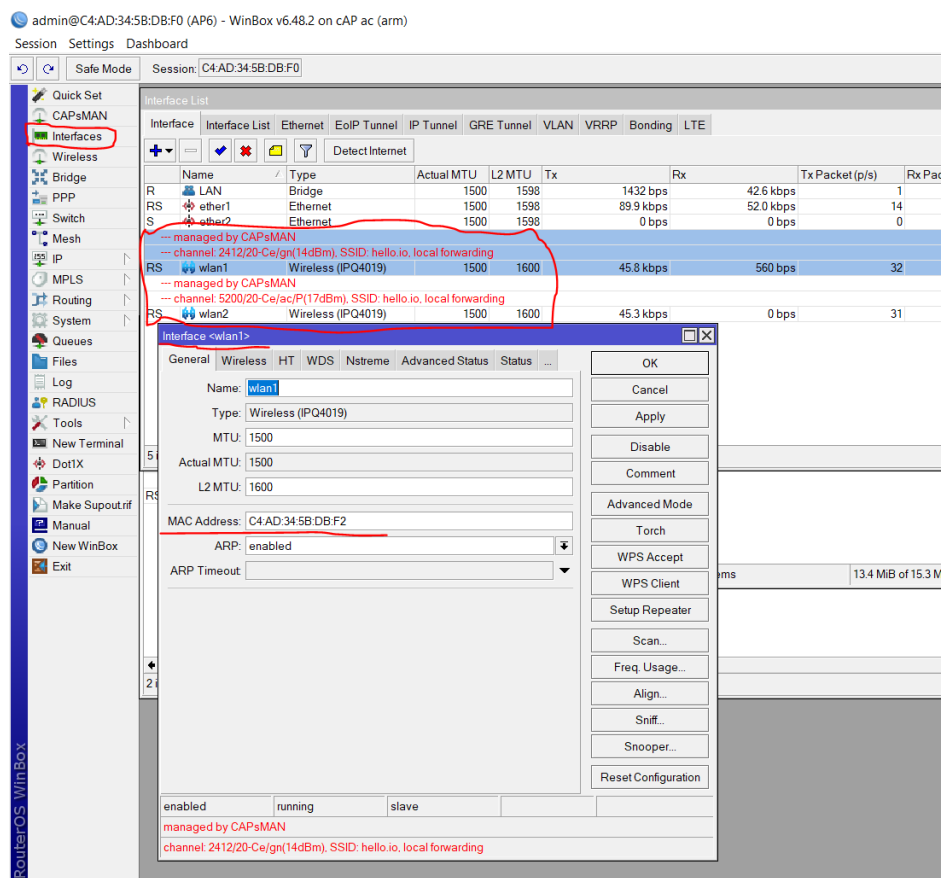 admin@C4:AD:34:5B:DB:F0 (AP6) - WinBox v6.48.2 on cAP ac (arm)
Session Settings Dashboard
Safe Mode Session: C4:AD:34:5B:DB:F0
Quick Set
CAPsMAN
Interfaces
Wireless
Bridge
PPP
Switch
Mesh
IP
MPLS
Routing
System
Queues
Files
Log
RADIUS
Tools
New Terminal
Dot1X
Partition
Make Supout.rif
Manual
New WinBox
Exit
RouterOS WinBox
Interface List
Interface Interface List Ethernet EoIP Tunnel IP Tunnel GRE Tunnel VLAN VRRP Bonding LTE
Detect Internet
Name Type Actual MTU L2 MTU Tx Rx Tx Packet (p/s) Rx Pac
R LAN Bridge 1500 1598 1432 bps 42.6 kbps 1
RS ether1 Ethernet 1500 1598 89.9 kbps 52.0 kbps 14
S ether2 Ethernet 1500 1598 0 bps 0 bps 0
--- managed by CAPsMAN
--- channel: 2412/20-Ce/gn(14dBm), SSID: hello.io, local forwarding
RS wlan1 Wireless (IPQ4019) 1500 1600 45.8 kbps 560 bps 32
--- managed by CAPsMAN
--- channel: 5200/20-Ce/ac/P(17dBm), SSID: hello.io, local forwarding
RS wlan2 Wireless (IPQ4019) 1500 1600 45.3 kbps 0 bps 31
Interface <wlan1>
General Wireless HT WDS Nstreme Advanced Status Status ...
Name: wlan1
Type: Wireless (IPQ4019)
MTU: 1500
Actual MTU: 1500
L2 MTU: 1600
MAC Address: C4:AD:34:5B:DB:F2
ARP: enabled
ARP Timeout:
OK
Cancel
Apply
Disable
Comment
Advanced Mode
Torch
WPS Accept
WPS Client
Setup Repeater
Scan...
Freq. Usage...
Align...
Sniff...
Snooper...
Reset Configuration
enabled running slave
managed by CAPsMAN
channel: 2412/20-Ce/gn(14dBm), SSID: hello.io, local forwarding
5 i
RS
ems 13.4 MiB of 15.3 M
2 i